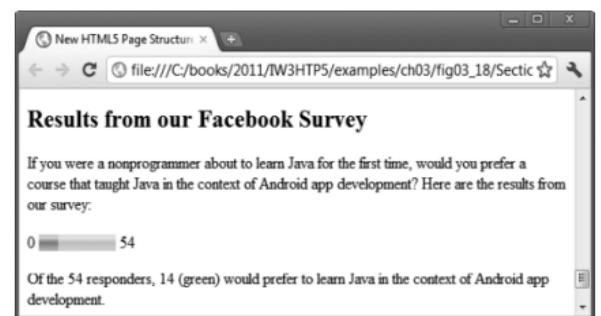 New HTML5 Page Structure
file:///C:/books/2011/IW3HTP5/examples/ch03/fig03_18/Sectic
Results from our Facebook Survey
If you were a nonprogrammer about to learn Java for the first time, would you prefer a
course that taught Java in the context of Android app development? Here are the results from
our survey:
0 54
Of the 54 responders, 14 (green) would prefer to learn Java in the context of Android app
development.